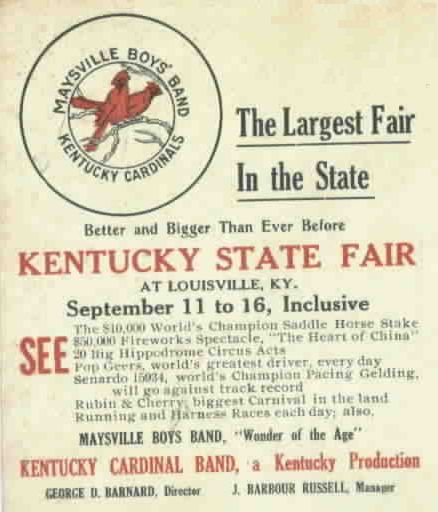 MAYSVILLE BOYS' BAND
KENTUCKY CARDINALS
The Largest Fair
In the State
Better and Bigger Than Ever Before
KENTUCKY STATE FAIR
AT LOUISVILLE, KY.
September 11 to 16, Inclusive
SEE
The $10,000 World's Champion Saddle Horse Stake
$50,000 Fireworks Spectacle, "The Heart of China"
20 Big Hippodrome Circus Acts
Pop Geers, world's greatest driver, every day
Senardo 15934, world's Champion Pacing Gelding,
will go against track record
Rubin & Cherry, biggest Carnival in the land
Running and Harness Races each day; also,
MAYSVILLE BOYS BAND, "Wonder of the Age"
KENTUCKY CARDINAL BAND, a Kentucky Production
GEORGE D. BARNARD, Director J. BARBOUR RUSSELL, Manager